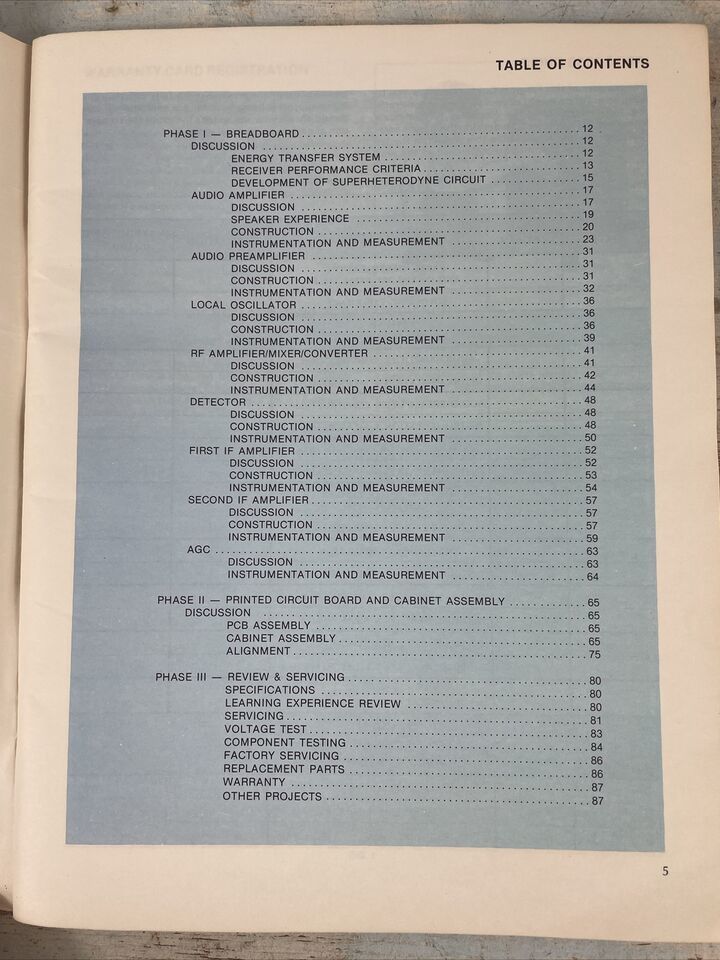 TABLE OF CONTENTS
PHASE I — BREADBOARD 12
DISCUSSION 12
ENERGY TRANSFER SYSTEM 12
RECEIVER PERFORMANCE CRITERIA 13
DEVELOPMENT OF SUPERHETERODYNE CIRCUIT 15
AUDIO AMPLIFIER 17
DISCUSSION 17
SPEAKER EXPERIENCE 19
CONSTRUCTION 20
INSTRUMENTATION AND MEASUREMENT 23
AUDIO PREAMPLIFIER 31
DISCUSSION 31
CONSTRUCTION 31
INSTRUMENTATION AND MEASUREMENT 32
LOCAL OSCILLATOR 36
DISCUSSION 36
CONSTRUCTION 36
INSTRUMENTATION AND MEASUREMENT 39
RF AMPLIFIER/MIXER/CONVERTER 41
DISCUSSION 41
CONSTRUCTION 42
INSTRUMENTATION AND MEASUREMENT 44
DETECTOR 48
DISCUSSION 48
CONSTRUCTION 48
INSTRUMENTATION AND MEASUREMENT 50
FIRST IF AMPLIFIER 52
DISCUSSION 52
CONSTRUCTION 53
INSTRUMENTATION AND MEASUREMENT 54
SECOND IF AMPLIFIER 57
DISCUSSION 57
CONSTRUCTION 57
INSTRUMENTATION AND MEASUREMENT 59
AGC 63
DISCUSSION 63
INSTRUMENTATION AND MEASUREMENT 64
PHASE II — PRINTED CIRCUIT BOARD AND CABINET ASSEMBLY 65
DISCUSSION 65
PCB ASSEMBLY 65
CABINET ASSEMBLY 65
ALIGNMENT 75
PHASE III — REVIEW & SERVICING 80
SPECIFICATIONS 80
LEARNING EXPERIENCE REVIEW 80
SERVICING 81
VOLTAGE TEST 83
COMPONENT TESTING 84
FACTORY SERVICING 86
REPLACEMENT PARTS 86
WARRANTY 87
OTHER PROJECTS 87
5